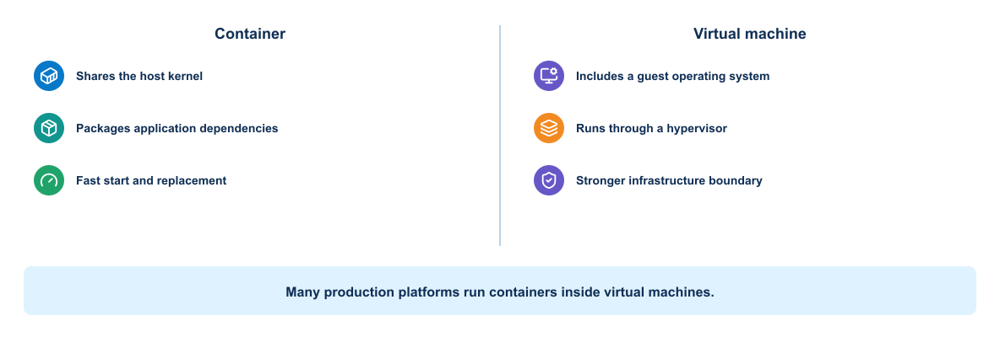 Container
Shares the host kernel
Packages application dependencies
Fast start and replacement
Virtual machine
Includes a guest operating system
Runs through a hypervisor
Stronger infrastructure boundary
Many production platforms run containers inside virtual machines.